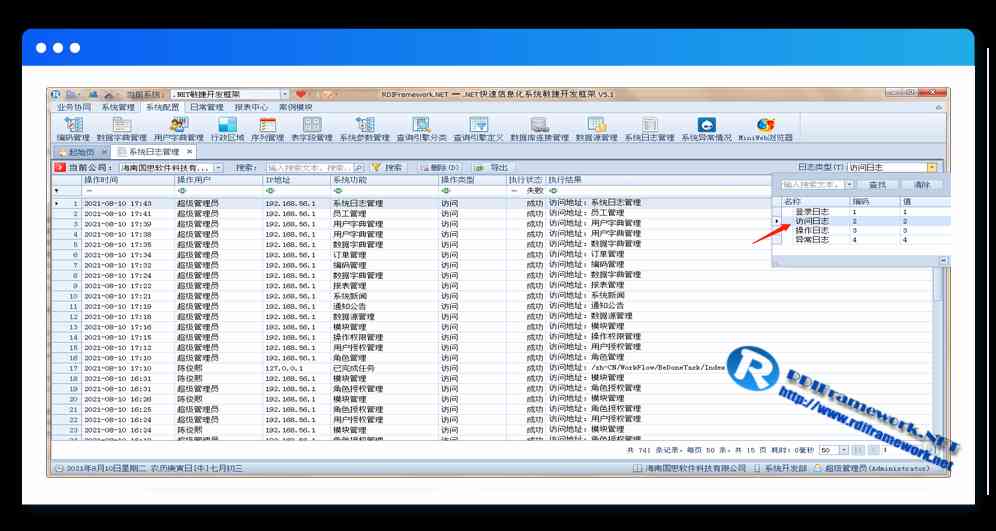 当前系统: .NET敏捷开发框架 RDIFramework.NET — .NET快速信息化系统敏捷开发框架 V5.1
业务协同 系统管理 系统配置 日常管理 报表中心 案例模块
编码管理 数据字典管理 用户字典管理 行政区域 序列管理 表字段管理 系统参数管理 查询引擎分类 查询引擎定义 数据库连接管理 数据源管理 系统日志管理 系统异常情况 MiniWeb浏览器
起始页 系统日志管理
当前公司: 海南国思软件科技有... 搜索: 输入搜索文本, 搜索... 搜索 删除(D) 导出 日志类型(T) 访问日志
操作时间 操作用户 IP地址 系统功能 操作类型 执行状态 执行结果
失败
1 2021-08-10 17:43 超级管理员 192.168.56.1 系统日志管理 访问 成功 访问地址: 系统日志管理
2 2021-08-10 17:41 超级管理员 192.168.56.1 员工管理 访问 成功 访问地址: 员工管理
3 2021-08-10 17:39 超级管理员 192.168.56.1 用户字典管理 访问 成功 访问地址: 用户字典管理
4 2021-08-10 17:38 超级管理员 192.168.56.1 用户字典管理 访问 成功 访问地址: 用户字典管理
5 2021-08-10 17:35 超级管理员 192.168.56.1 数据字典管理 访问 成功 访问地址: 数据字典管理
6 2021-08-10 17:34 超级管理员 192.168.56.1 订单管理 访问 成功 访问地址: 订单管理
7 2021-08-10 17:32 超级管理员 192.168.56.1 编码管理 访问 成功 访问地址: 编码管理
8 2021-08-10 17:24 超级管理员 192.168.56.1 数据字典管理 访问 成功 访问地址: 数据字典管理
9 2021-08-10 17:22 超级管理员 192.168.56.1 报表管理 访问 成功 访问地址: 报表管理
10 2021-08-10 17:21 超级管理员 192.168.56.1 系统新闻 访问 成功 访问地址: 系统新闻
11 2021-08-10 17:19 超级管理员 192.168.56.1 通知公告 访问 成功 访问地址: 通知公告
12 2021-08-10 17:18 超级管理员 192.168.56.1 数据源管理 访问 成功 访问地址: 数据源管理
13 2021-08-10 17:16 超级管理员 192.168.56.1 模块管理 访问 成功 访问地址: 模块管理
14 2021-08-10 17:15 超级管理员 192.168.56.1 操作权限管理 访问 成功 访问地址: 操作权限管理
15 2021-08-10 17:12 超级管理员 192.168.56.1 用户授权管理 访问 成功 访问地址: 用户授权管理
16 2021-08-10 17:10 超级管理员 192.168.56.1 角色管理 访问 成功 访问地址: 角色管理
17 2021-08-10 17:10 陈俊熙 127.0.0.1 已完成任务 访问 成功 访问地址: /zh-CN/WorkFlow/BeDoneTask/Index
18 2021-08-10 16:31 陈俊熙 192.168.56.1 模块管理 访问 成功 访问地址: 模块管理
19 2021-08-10 16:31 超级管理员 192.168.56.1 角色授权管理 访问 成功 访问地址: 角色授权管理
20 2021-08-10 16:26 陈俊熙 192.168.56.1 模块管理 访问 成功 访问地址: 模块管理
21 2021-08-10 16:25 超级管理员 192.168.56.1 角色授权管理 访问 成功 访问地址: 角色授权管理
22 2021-08-10 16:24 超级管理员 192.168.56.1 用户授权管理 访问 成功 访问地址: 用户授权管理
23 2021-08-10 16:24 陈俊熙 192.168.56.1 模块管理 访问 成功 访问地址: 模块管理
输入搜索文本, 查找 清除
名称 编码 值
登录日志 1 1
访问日志 2 2
操作日志 3 3
异常日志 4 4
RDIFramework.NET
http://www.rdiframework.net
共 741 条记录, 每页 50 条, 共 15 页 耗时: 0毫秒 50
2021年8月10日星期二 农历庚寅日[牛]七月初三 海南国思软件科技有限公司 系统开发部 超级管理员(Administrator)